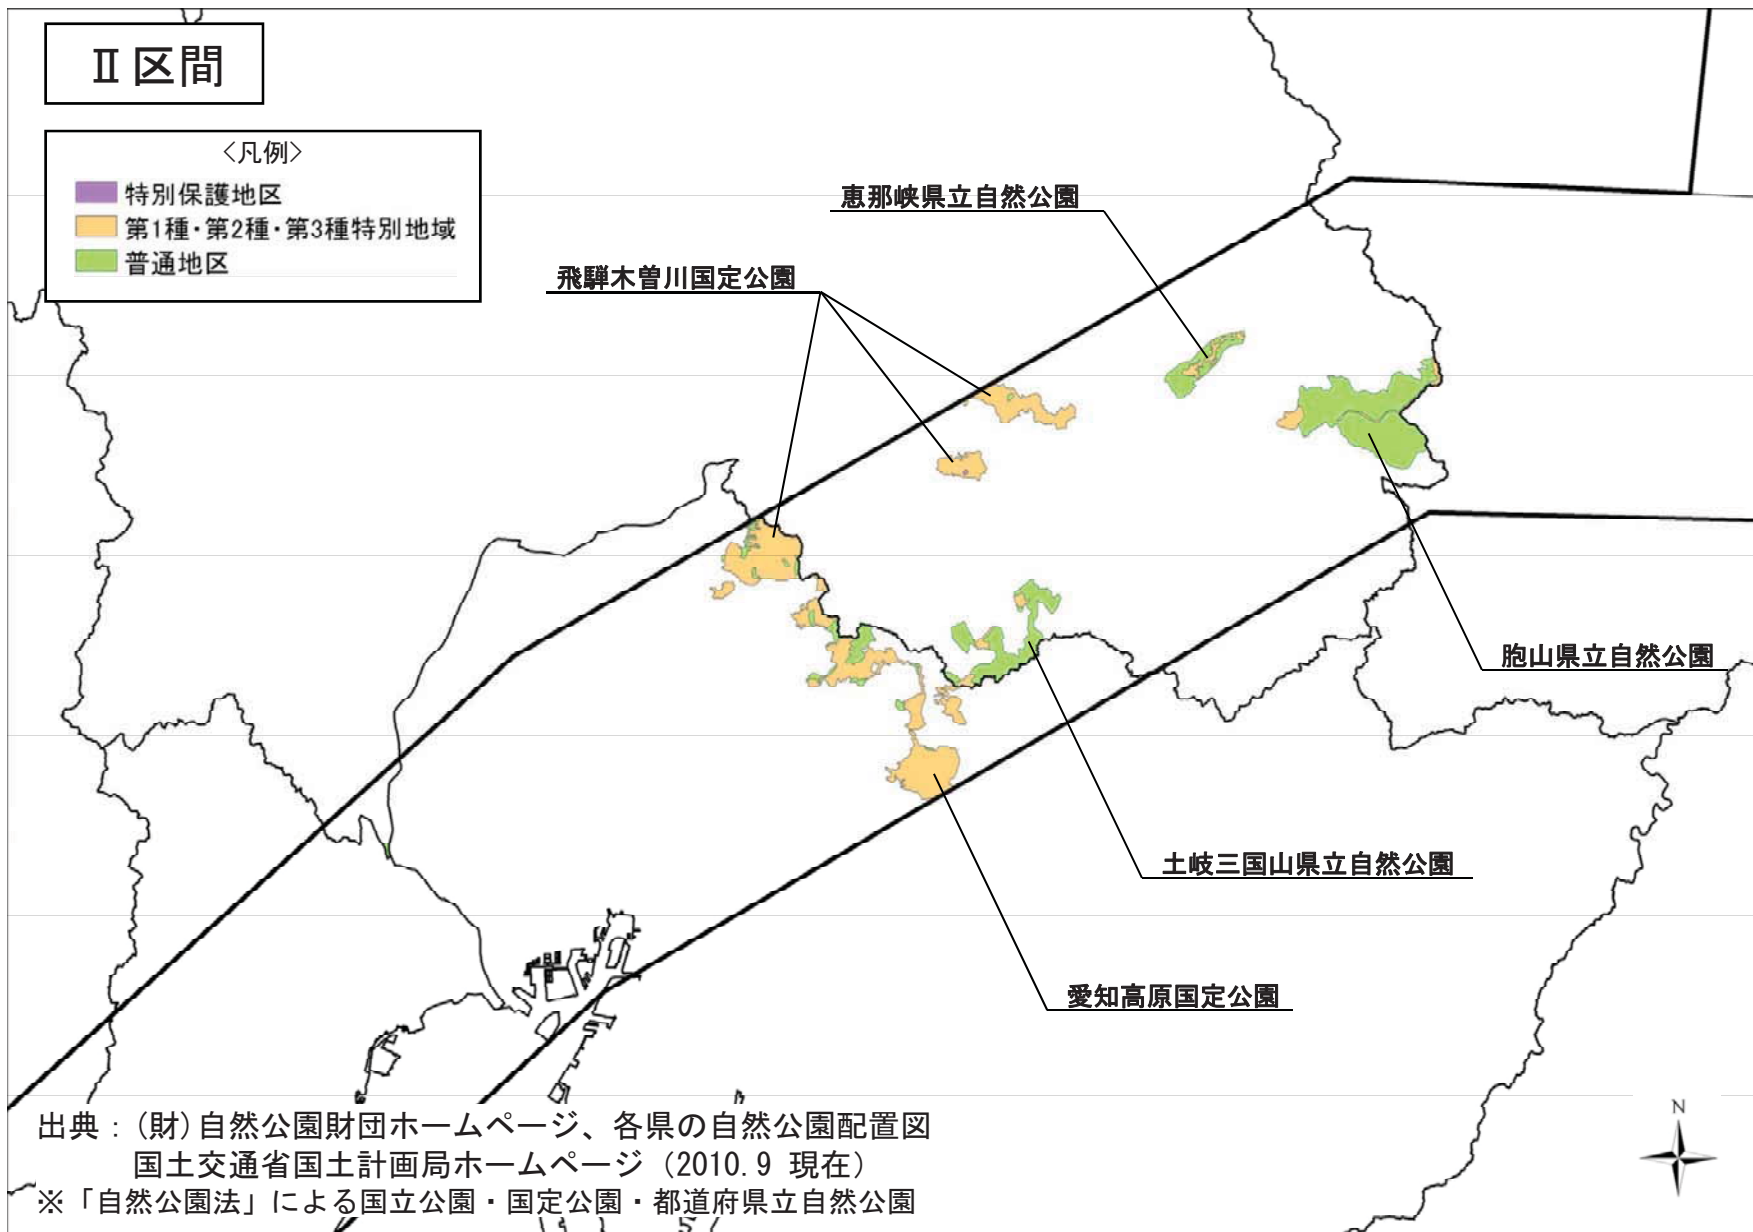 Ⅱ区間
<凡例>
特別保護地区
第1種・第2種・第3種特別地域
普通地区
恵那峡県立自然公園
飛騨木曽川国定公園
胞山県立自然公園
土岐三国山県立自然公園
愛知高原国定公園
N
出典：(財)自然公園財団ホームページ、各県の自然公園配置図
国土交通省国土計画局ホームページ（2010.9 現在）
※「自然公園法」による国立公園・国定公園・都道府県立自然公園